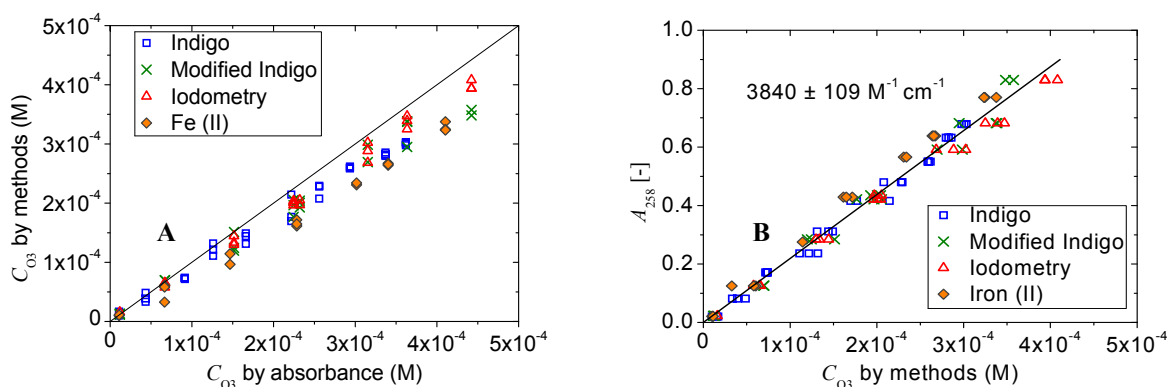 5x10⁻⁴
4x10⁻⁴
3x10⁻⁴
2x10⁻⁴
1x10⁻⁴
0
C_O3 by methods (M)
Indigo
Modified Indigo
Iodometry
Fe (II)
A
0 1x10⁻⁴ 2x10⁻⁴ 3x10⁻⁴ 4x10⁻⁴ 5x10⁻⁴
C_O3 by absorbance (M)
1.0
0.8
0.6
0.4
0.2
0.0
A₂₅₈ [-]
3840 ± 109 M⁻¹ cm⁻¹
B
Indigo
Modified Indigo
Iodometry
Iron (II)
0 1x10⁻⁴ 2x10⁻⁴ 3x10⁻⁴ 4x10⁻⁴ 5x10⁻⁴
C_O3 by methods (M)